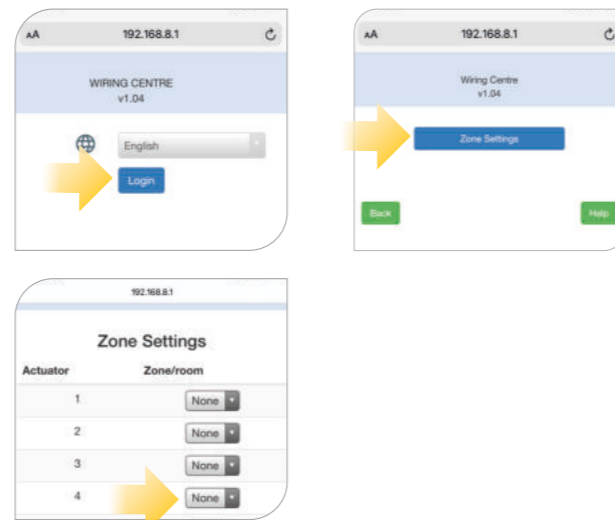 AA 192.168.8.1
WIRING CENTRE
v1.04
English
Login
AA 192.168.8.1
Wiring Centre
v1.04
Zone Settings
Back Help
192.168.8.1
Zone Settings
Actuator Zone/room
1 None
2 None
3 None
4 None